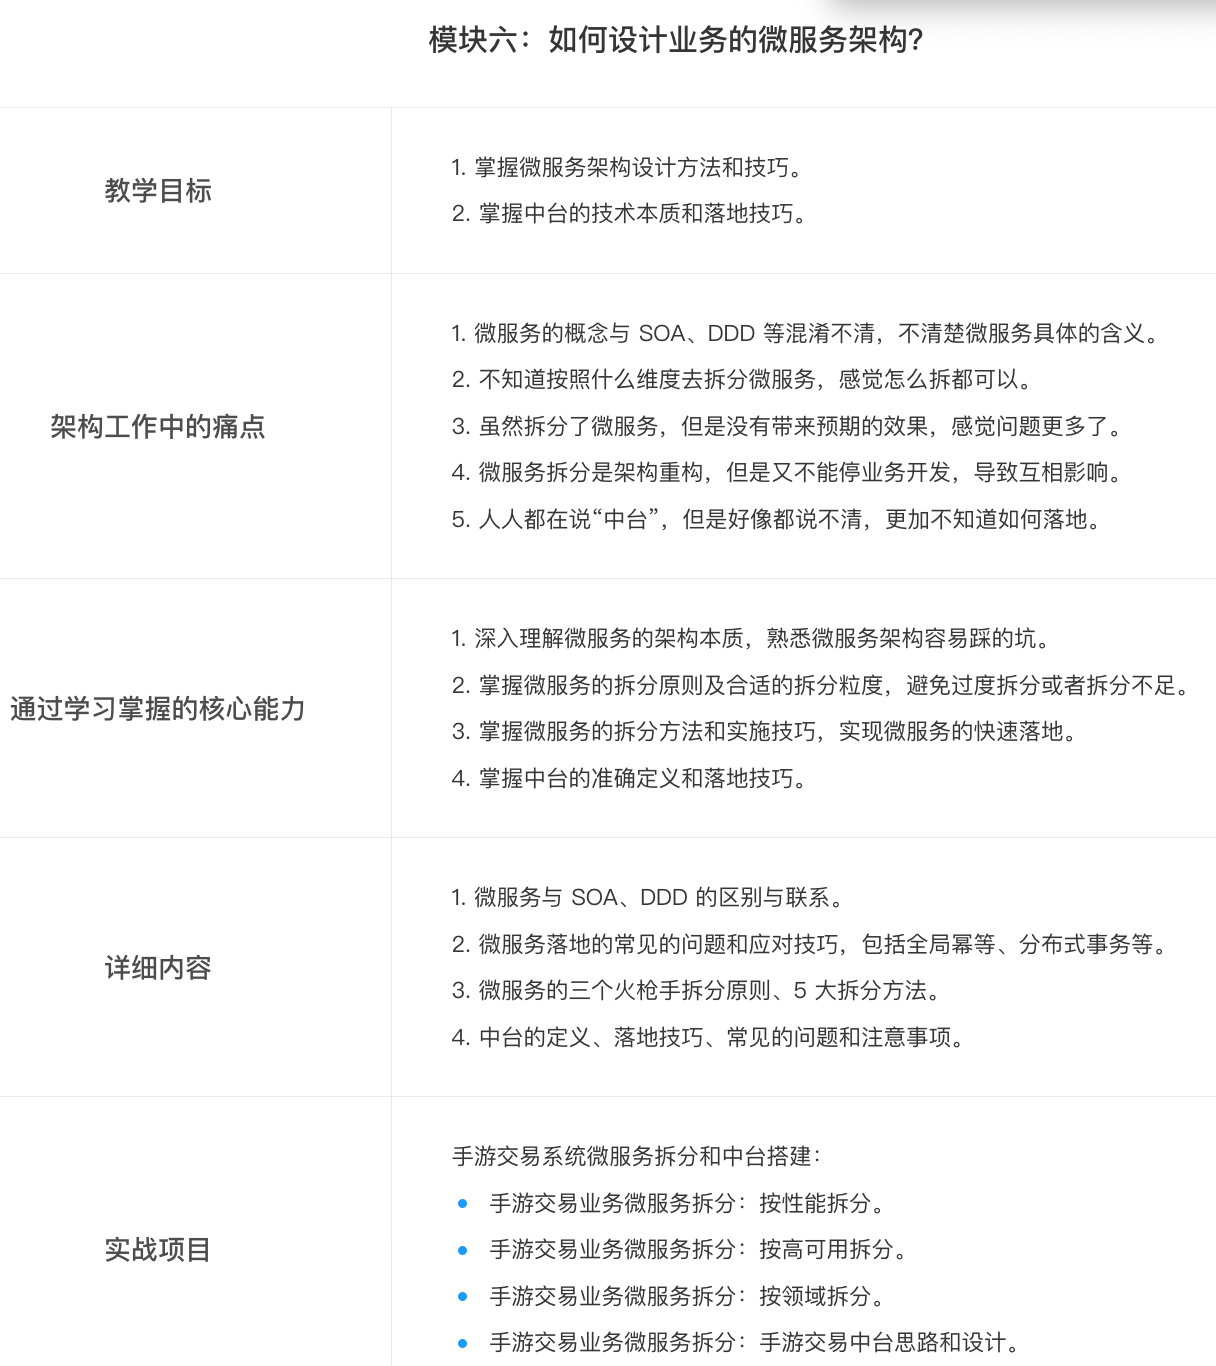 模块六：如何设计业务的微服务架构?
教学目标
1. 掌握微服务架构设计方法和技巧。
2. 掌握中台的技术本质和落地技巧。
架构工作中的痛点
1. 微服务的概念与 SOA、DDD 等混淆不清，不清楚微服务具体的含义。
2. 不知道按照什么维度去拆分微服务，感觉怎么拆都可以。
3. 虽然拆分了微服务，但是没有带来预期的效果，感觉问题更多了。
4. 微服务拆分是架构重构，但是又不能停业务开发，导致互相影响。
5. 人人都在说“中台”，但是好像都说不清，更加不知道如何落地。
通过学习掌握的核心能力
1. 深入理解微服务的架构本质，熟悉微服务架构容易踩的坑。
2. 掌握微服务的拆分原则及合适的拆分粒度，避免过度拆分或者拆分不足。
3. 掌握微服务的拆分方法和实施技巧，实现微服务的快速落地。
4. 掌握中台的准确定义和落地技巧。
详细内容
1. 微服务与 SOA、DDD 的区别与联系。
2. 微服务落地的常见的问题和应对技巧，包括全局幂等、分布式事务等。
3. 微服务的三个火枪手拆分原则、5 大拆分方法。
4. 中台的定义、落地技巧、常见的问题和注意事项。
实战项目
手游交易系统微服务拆分和中台搭建：
手游交易业务微服务拆分：按性能拆分。
手游交易业务微服务拆分：按高可用拆分。
手游交易业务微服务拆分：按领域拆分。
手游交易业务微服务拆分：手游交易中台思路和设计。